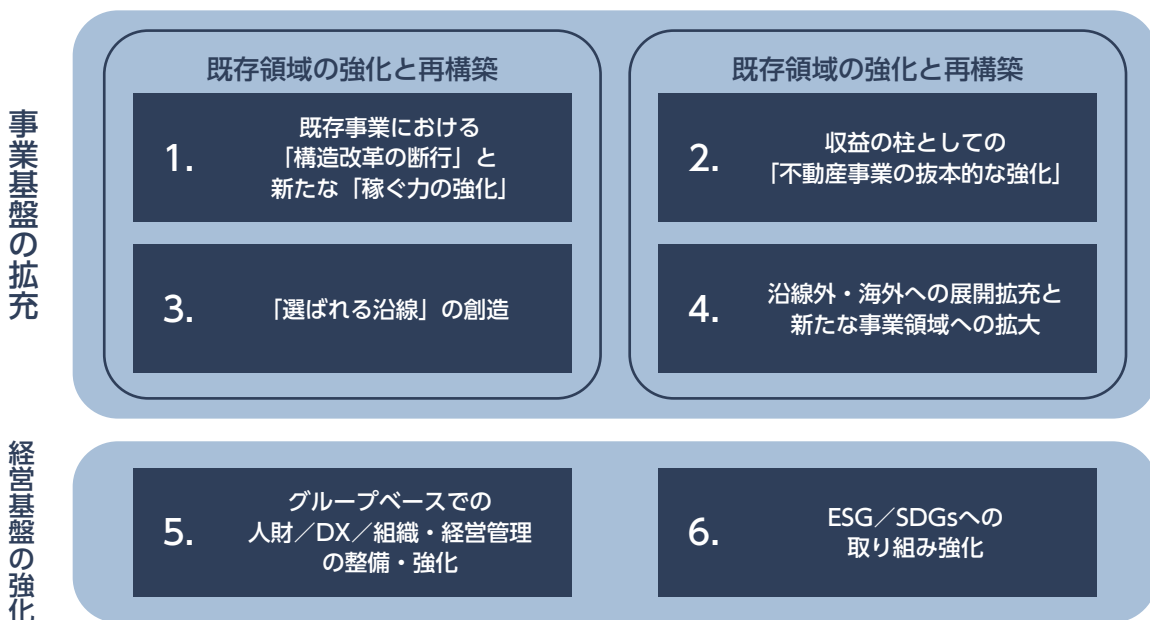 事業基盤の拡充
既存領域の強化と再構築
1.
既存事業における
「構造改革の断行」と
新たな「稼ぐ力の強化」
3.
「選ばれる沿線」の創造
既存領域の強化と再構築
2.
収益の柱としての
「不動産事業の抜本的な強化」
4.
沿線外・海外への展開拡充と
新たな事業領域への拡大
経営基盤の強化
5.
グループベースでの
人財／DX／組織・経営管理
の整備・強化
6.
ESG／SDGsへの
取り組み強化